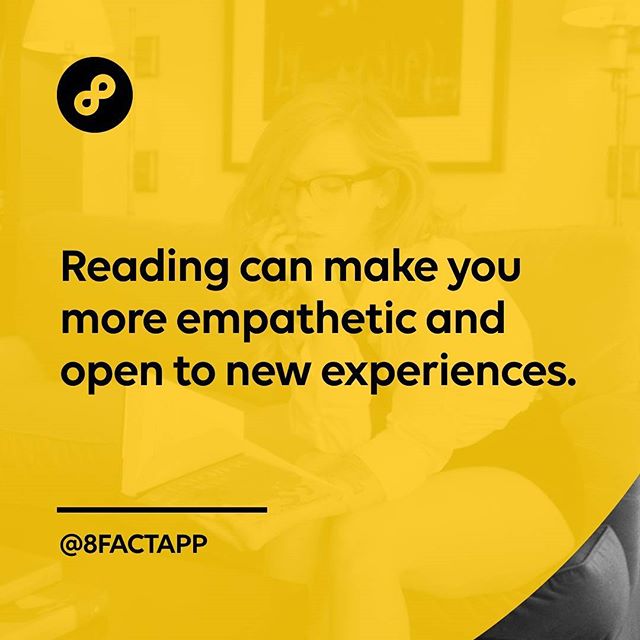 Reading can make you
more empathetic and
open to new experiences.
@8FACTAPP